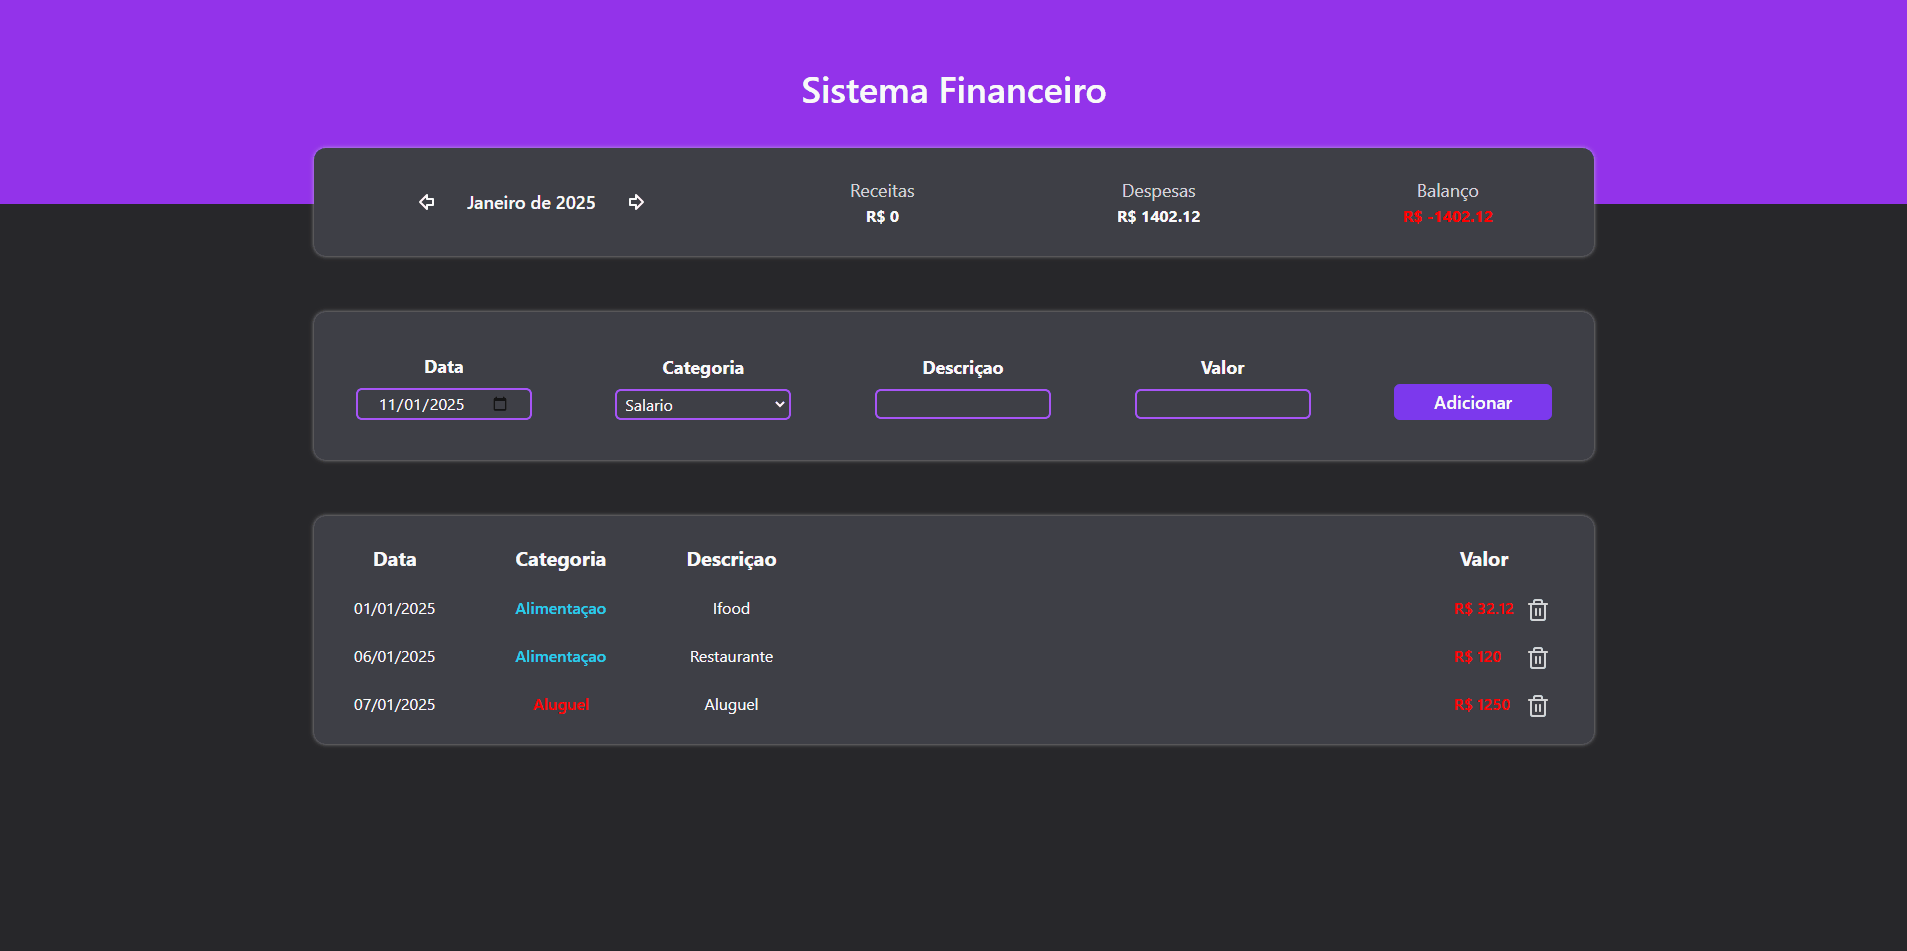 Sistema Financeiro
Janeiro de 2025
Receitas
R$ 0
Despesas
R$ 1402.12
Balanço
R$ -1402.12
Data
Categoria
Descriçao
Valor
11/01/2025
Salario
Adicionar
Data Categoria Descriçao Valor
01/01/2025 Alimentaçao Ifood R$ 32.12
06/01/2025 Alimentaçao Restaurante R$ 120
07/01/2025 Aluguel Aluguel R$ 1250